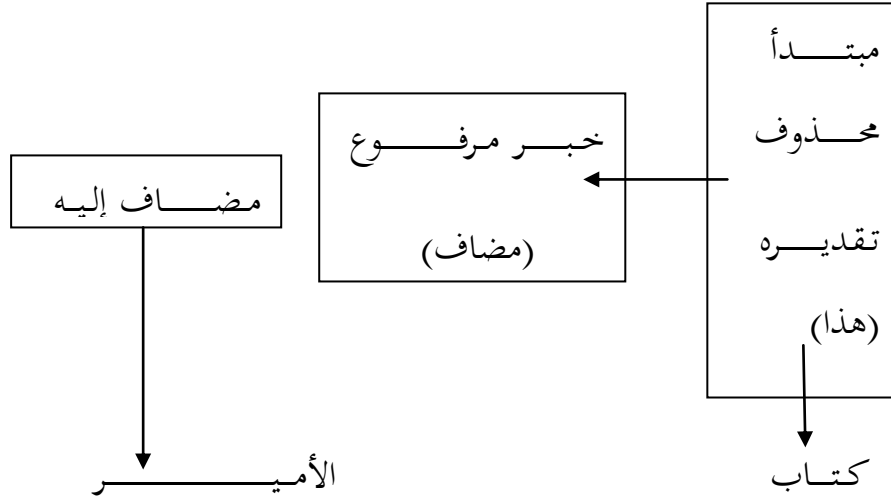 مبتدأ
محذوف
تقديره
(هذا)
خبر مرفوع
(مضاف)
مضاف إليه
كتاب
الأمير